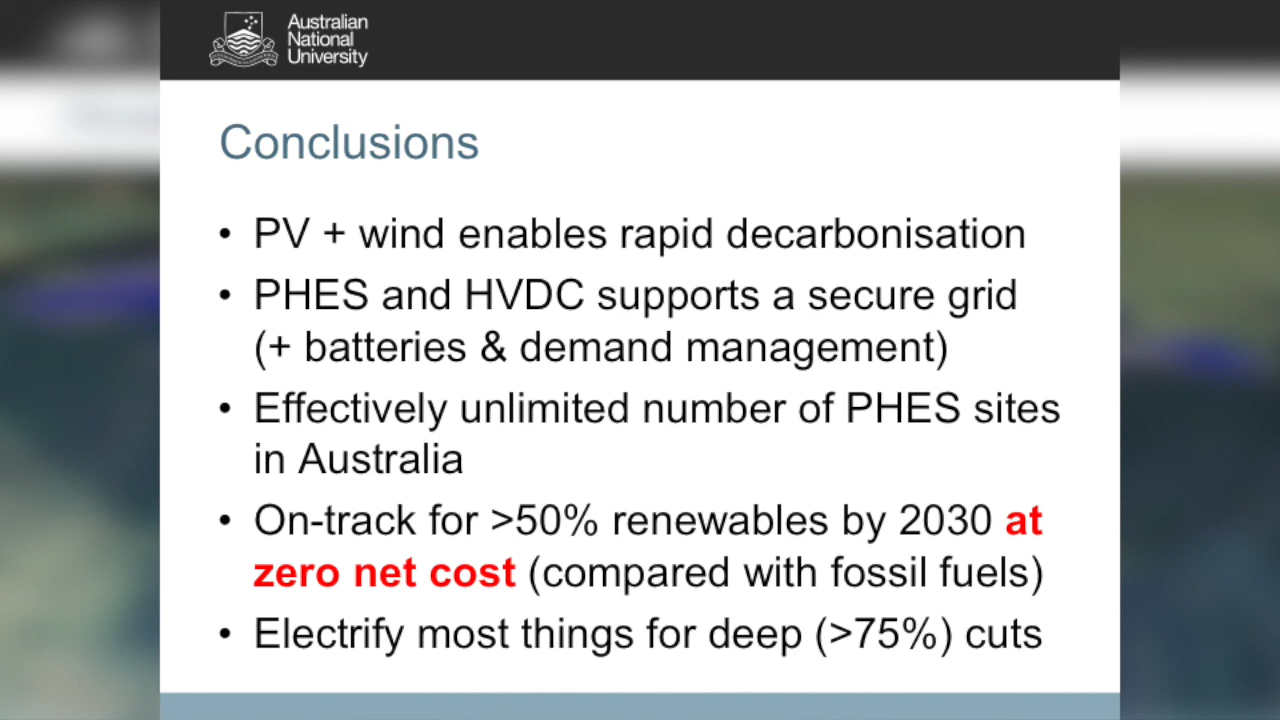 Australian
National
University
Conclusions
• PV + wind enables rapid decarbonisation
• PHES and HVDC supports a secure grid
(+ batteries & demand management)
• Effectively unlimited number of PHES sites
in Australia
• On-track for >50% renewables by 2030 at
zero net cost (compared with fossil fuels)
• Electrify most things for deep (>75%) cuts